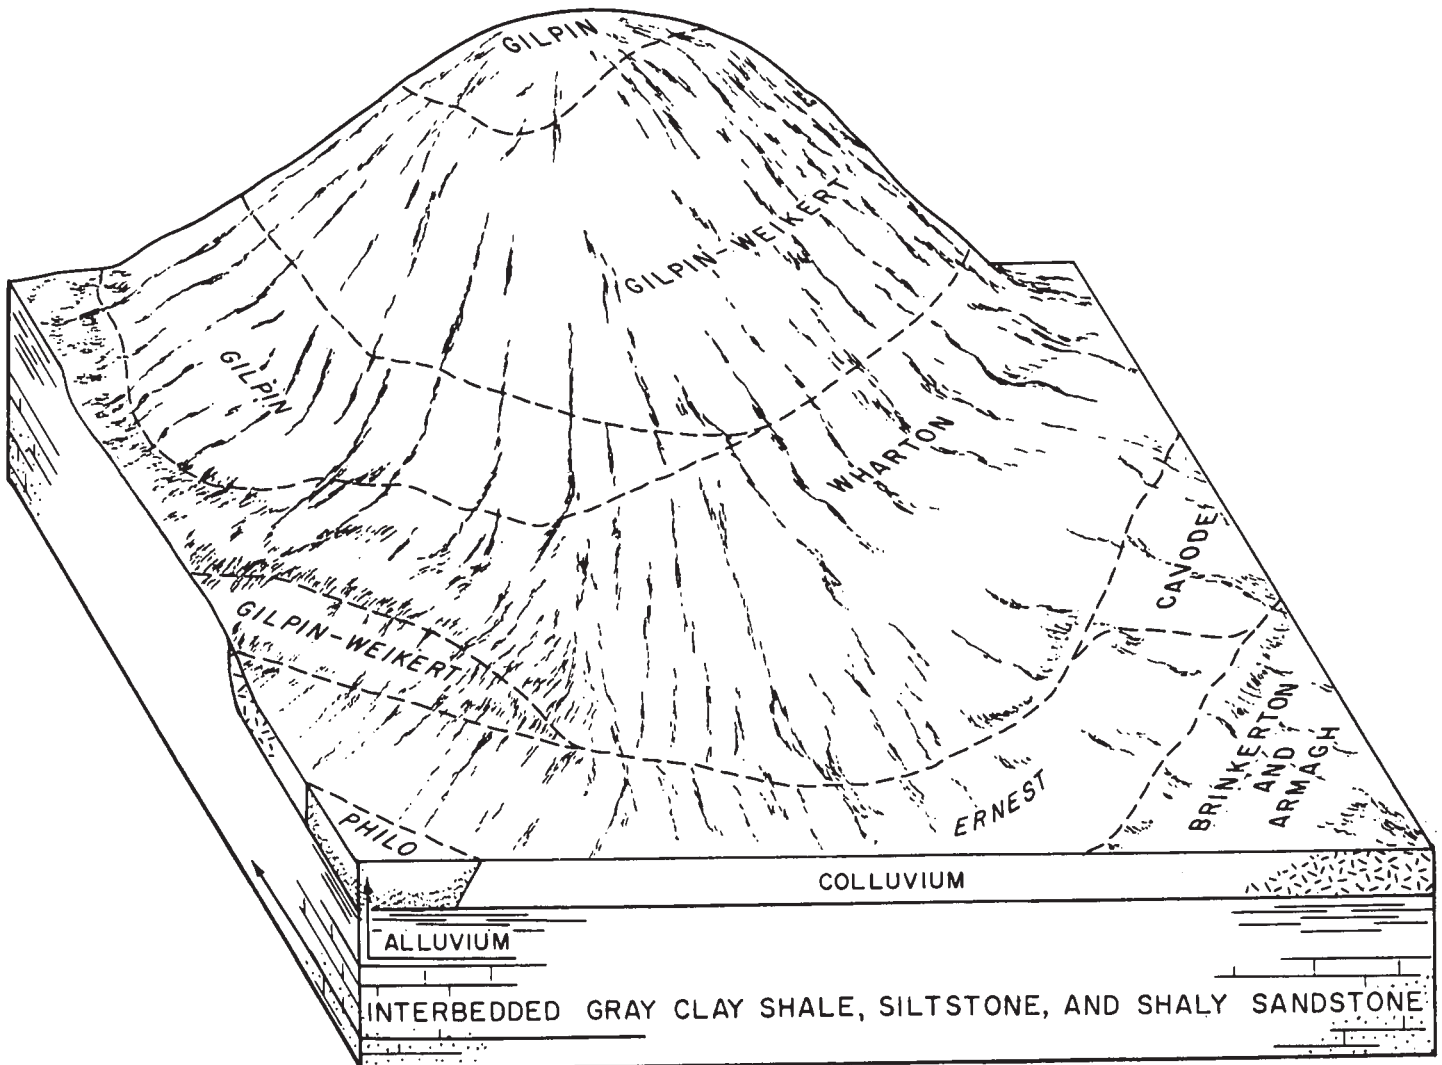 GILPIN
GILPIN-WEIKERT
GILPIN
WHARTON
CAVODE
GILPIN-WEIKERT
BRINKERTON
AND
ARMAGH
ERNEST
PHILO
COLLUVIUM
ALLUVIUM
INTERBEDDED GRAY CLAY SHALE, SILTSTONE, AND SHALY SANDSTONE